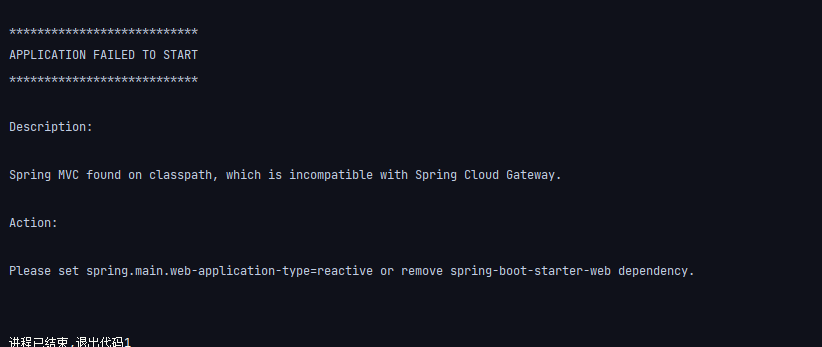 ***************************
APPLICATION FAILED TO START
***************************
Description:
Spring MVC found on classpath, which is incompatible with Spring Cloud Gateway.
Action:
Please set spring.main.web-application-type=reactive or remove spring-boot-starter-web dependency.
进程已结束,退出代码1